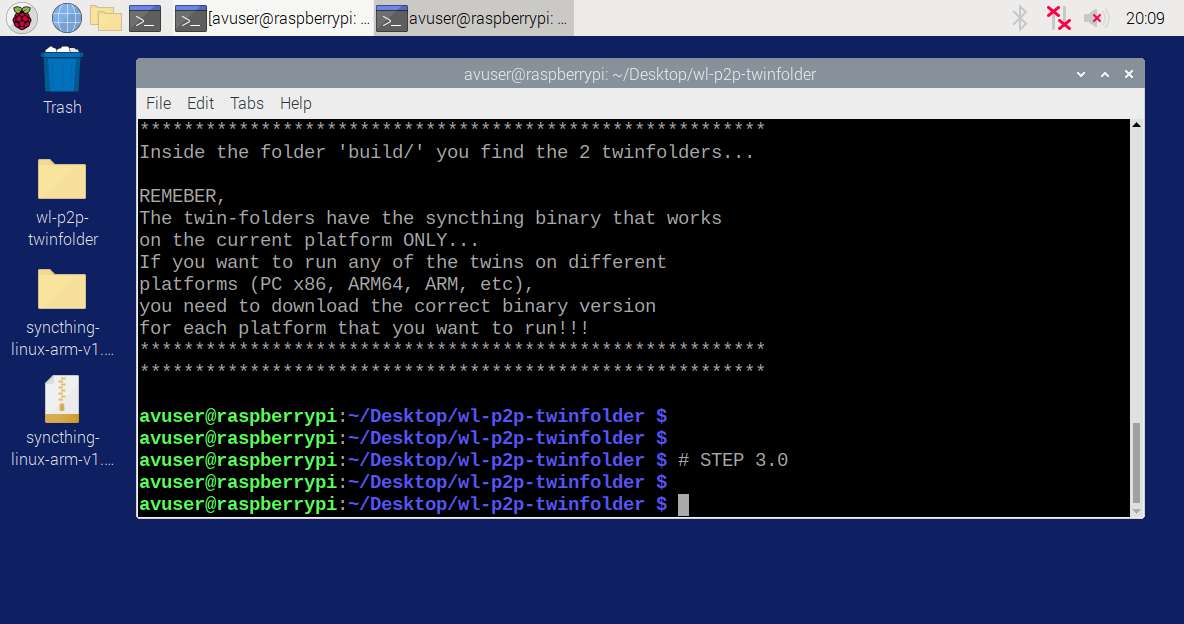 [avuser@raspberrypi: ...
avuser@raspberrypi: ...
20:09
Trash
wl-p2p-
twinfolder
syncthing-
linux-arm-v1....
syncthing-
linux-arm-v1....
avuser@raspberrypi: ~/Desktop/wl-p2p-twinfolder
File Edit Tabs Help
*********************************************************
Inside the folder 'build/' you find the 2 twinfolders...
REMEBER,
The twin-folders have the syncthing binary that works
on the current platform ONLY...
If you want to run any of the twins on different
platforms (PC x86, ARM64, ARM, etc),
you need to download the correct binary version
for each platform that you want to run!!!
*********************************************************
*********************************************************
avuser@raspberrypi:~/Desktop/wl-p2p-twinfolder $
avuser@raspberrypi:~/Desktop/wl-p2p-twinfolder $
avuser@raspberrypi:~/Desktop/wl-p2p-twinfolder $ # STEP 3.0
avuser@raspberrypi:~/Desktop/wl-p2p-twinfolder $
avuser@raspberrypi:~/Desktop/wl-p2p-twinfolder $